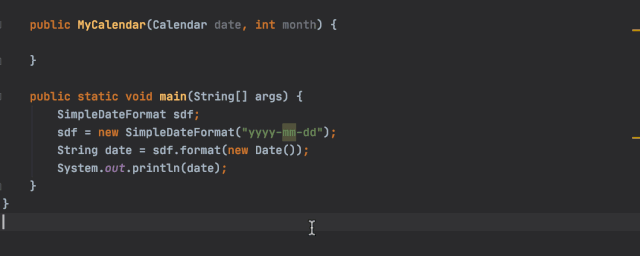 public MyCalendar(Calendar date, int month) {
}
public static void main(String[] args) {
SimpleDateFormat sdf;
sdf = new SimpleDateFormat("yyyy-mm-dd");
String date = sdf.format(new Date());
System.out.println(date);
}
}